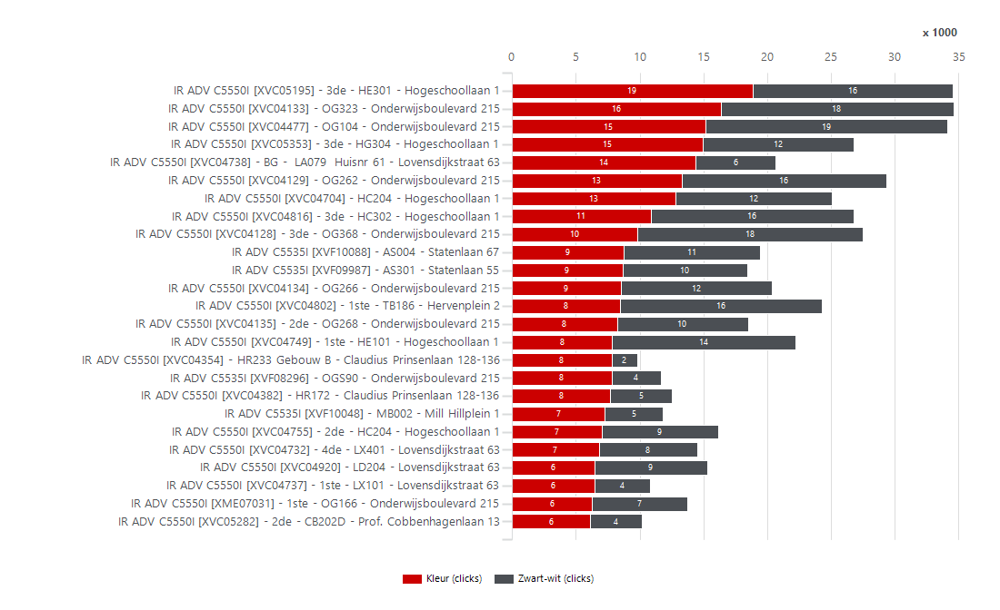 x 1000
0 5 10 15 20 25 30 35
IR ADV C5550I [XVC05195] - 3de - HE301 - Hogeschoollaan 1 19 16
IR ADV C5550I [XVC04133] - OG323 - Onderwijsboulevard 215 16 18
IR ADV C5550I [XVC04477] - OG104 - Onderwijsboulevard 215 15 19
IR ADV C5550I [XVC05353] - 3de - HG304 - Hogeschoollaan 1 15 12
IR ADV C5550I [XVC04738] - BG - LA079 Huisnr 61 - Lovensdijkstraat 63 14 6
IR ADV C5550I [XVC04129] - OG262 - Onderwijsboulevard 215 13 16
IR ADV C5550I [XVC04704] - HC204 - Hogeschoollaan 1 13 12
IR ADV C5550I [XVC04816] - 3de - HC302 - Hogeschoollaan 1 11 16
IR ADV C5550I [XVC04128] - 3de - OG368 - Onderwijsboulevard 215 10 18
IR ADV C5535I [XVF10088] - AS004 - Statenlaan 67 9 11
IR ADV C5535I [XVF09987] - AS301 - Statenlaan 55 9 10
IR ADV C5550I [XVC04134] - OG266 - Onderwijsboulevard 215 9 12
IR ADV C5550I [XVC04802] - 1ste - TB186 - Hervenplein 2 8 16
IR ADV C5550I [XVC04135] - 2de - OG268 - Onderwijsboulevard 215 8 10
IR ADV C5550I [XVC04749] - 1ste - HE101 - Hogeschoollaan 1 8 14
IR ADV C5550I [XVC04354] - HR233 Gebouw B - Claudius Prinsenlaan 128-136 8 2
IR ADV C5535I [XVF08296] - OGS90 - Onderwijsboulevard 215 8 4
IR ADV C5550I [XVC04382] - HR172 - Claudius Prinsenlaan 128-136 8 5
IR ADV C5535I [XVF10048] - MB002 - Mill Hillplein 1 7 5
IR ADV C5550I [XVC04755] - 2de - HC204 - Hogeschoollaan 1 7 9
IR ADV C5550I [XVC04732] - 4de - LX401 - Lovensdijkstraat 63 7 8
IR ADV C5550I [XVC04920] - LD204 - Lovensdijkstraat 63 6 9
IR ADV C5550I [XVC04737] - 1ste - LX101 - Lovensdijkstraat 63 6 4
IR ADV C5550I [XME07031] - 1ste - OG166 - Onderwijsboulevard 215 6 7
IR ADV C5550I [XVC05282] - 2de - CB202D - Prof. Cobbenhagenlaan 13 6 4
Kleur (clicks) Zwart-wit (clicks)